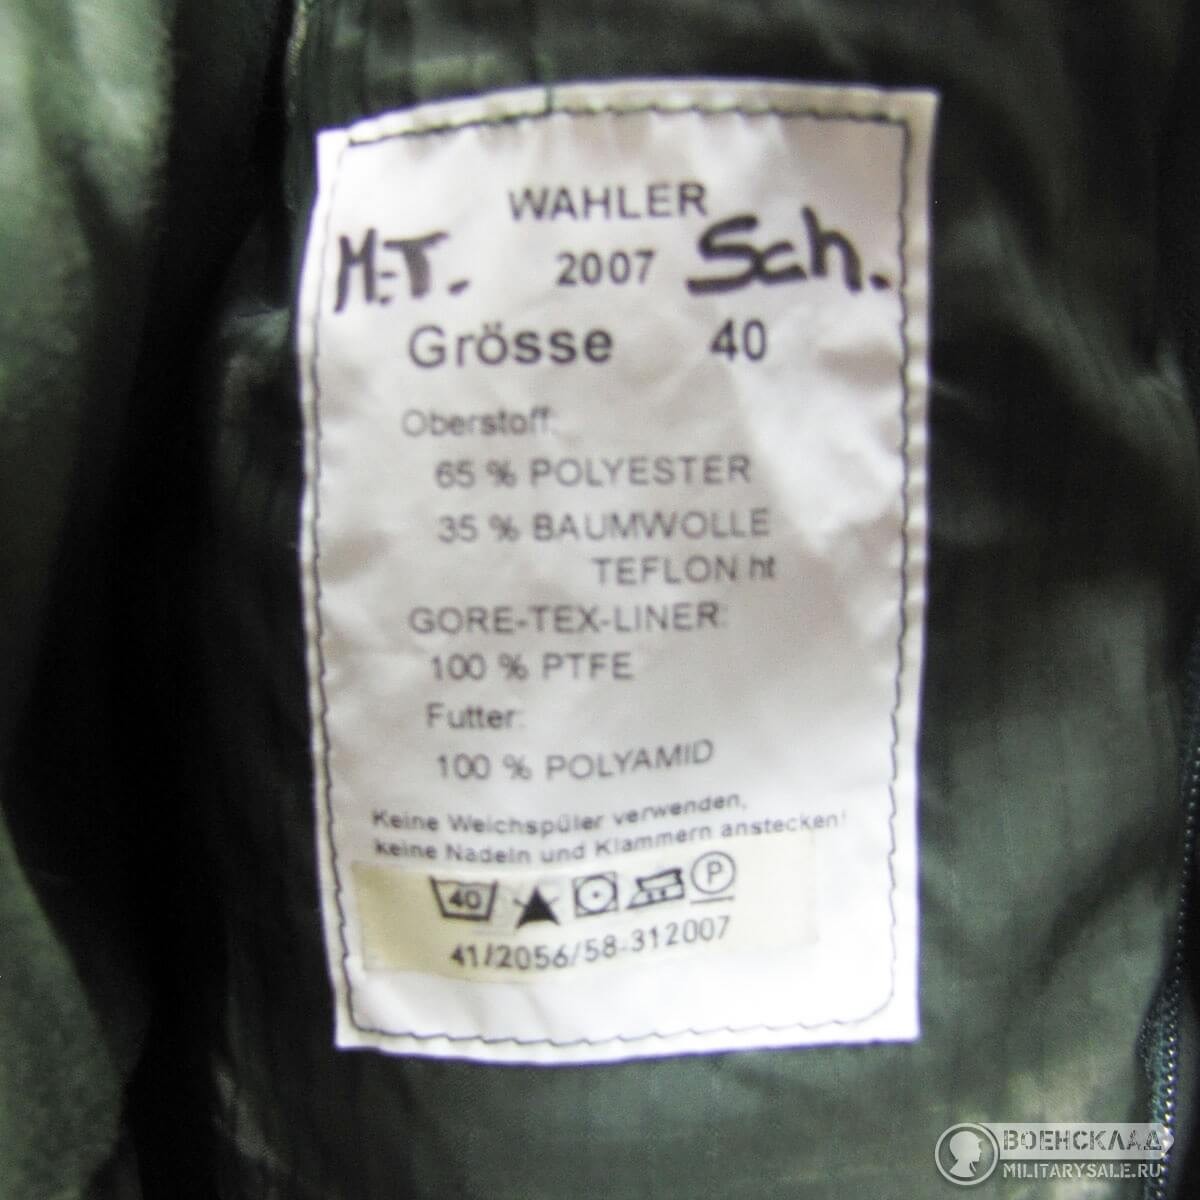 WAHLER
M.-T. 2007 Sch.
Grösse 40
Oberstoff:
65 % POLYESTER
35 % BAUMWOLLE
TEFLON ht
GORE-TEX-LINER:
100 % PTFE
Futter:
100 % POLYAMID
Keine Weichspüler verwenden,
keine Nadeln und Klammern anstecken!
40 P
41/2056/58-312007
ВОЕНСКЛАД
MILITARYSALE.RU